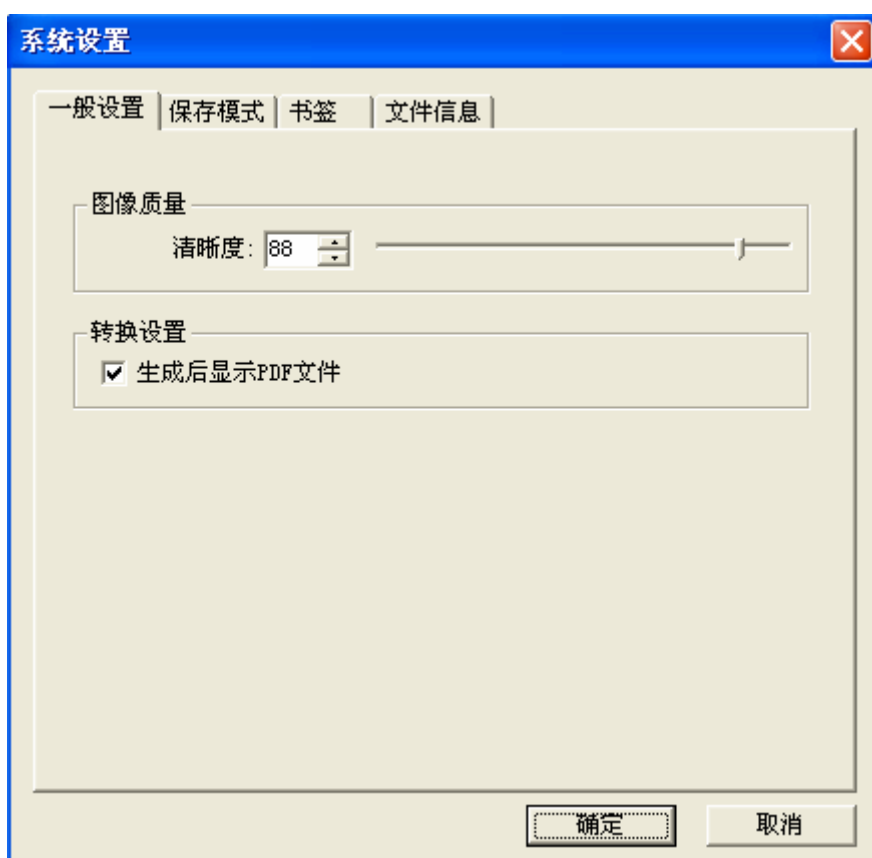 系统设置
一般设置 保存模式 书签 文件信息
图像质量
清晰度: 88
转换设置
生成后显示PDF文件
确定 取消